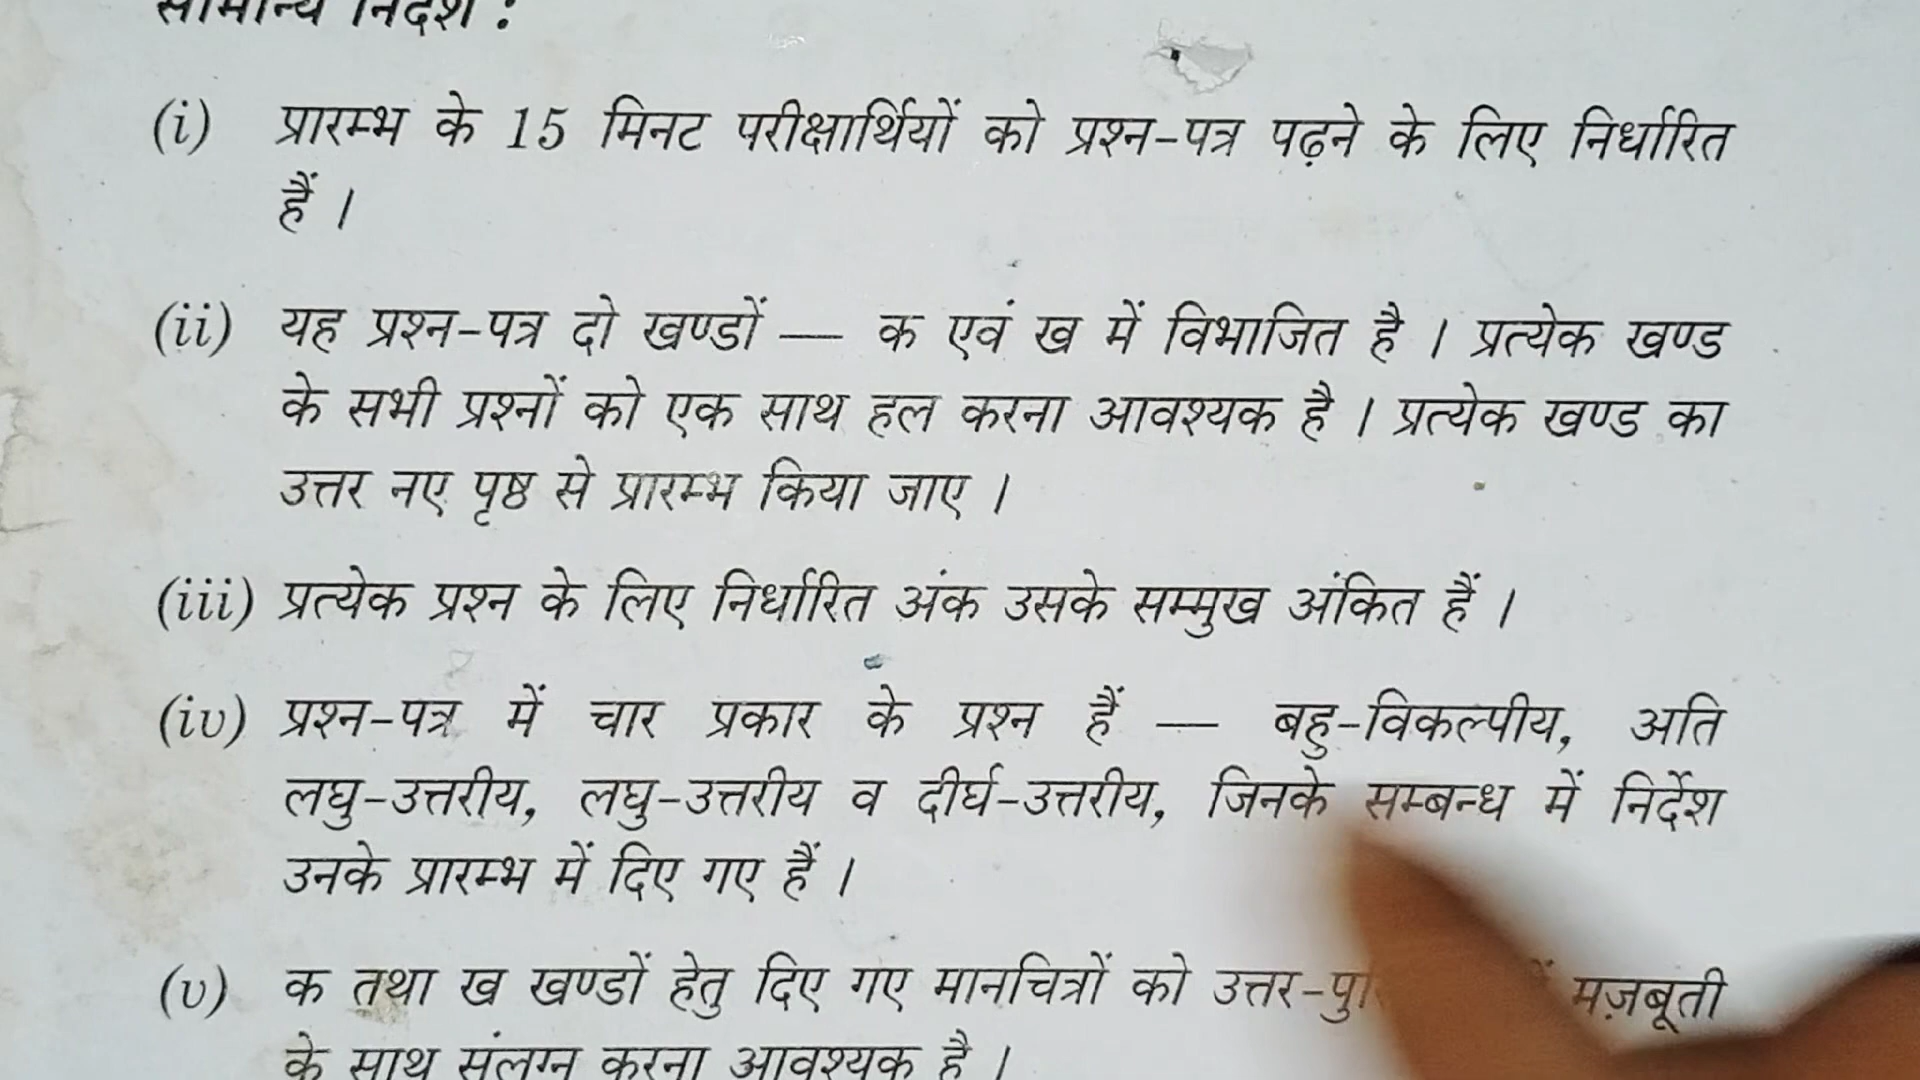 सामान्य निर्देश :
(i) प्रारम्भ के 15 मिनट परीक्षार्थियों को प्रश्न-पत्र पढ़ने के लिए निर्धारित
हैं ।
(ii) यह प्रश्न-पत्र दो खण्डों — क एवं ख में विभाजित है । प्रत्येक खण्ड
के सभी प्रश्नों को एक साथ हल करना आवश्यक है । प्रत्येक खण्ड का
उत्तर नए पृष्ठ से प्रारम्भ किया जाए ।
(iii) प्रत्येक प्रश्न के लिए निर्धारित अंक उसके सम्मुख अंकित हैं ।
(iv) प्रश्न-पत्र में चार प्रकार के प्रश्न हैं — बहु-विकल्पीय, अति
लघु-उत्तरीय, लघु-उत्तरीय व दीर्घ-उत्तरीय, जिनके सम्बन्ध में निर्देश
उनके प्रारम्भ में दिए गए हैं ।
(v) क तथा ख खण्डों हेतु दिए गए मानचित्रों को मज़बूती
के साथ संलग्न करना आवश्यक है ।